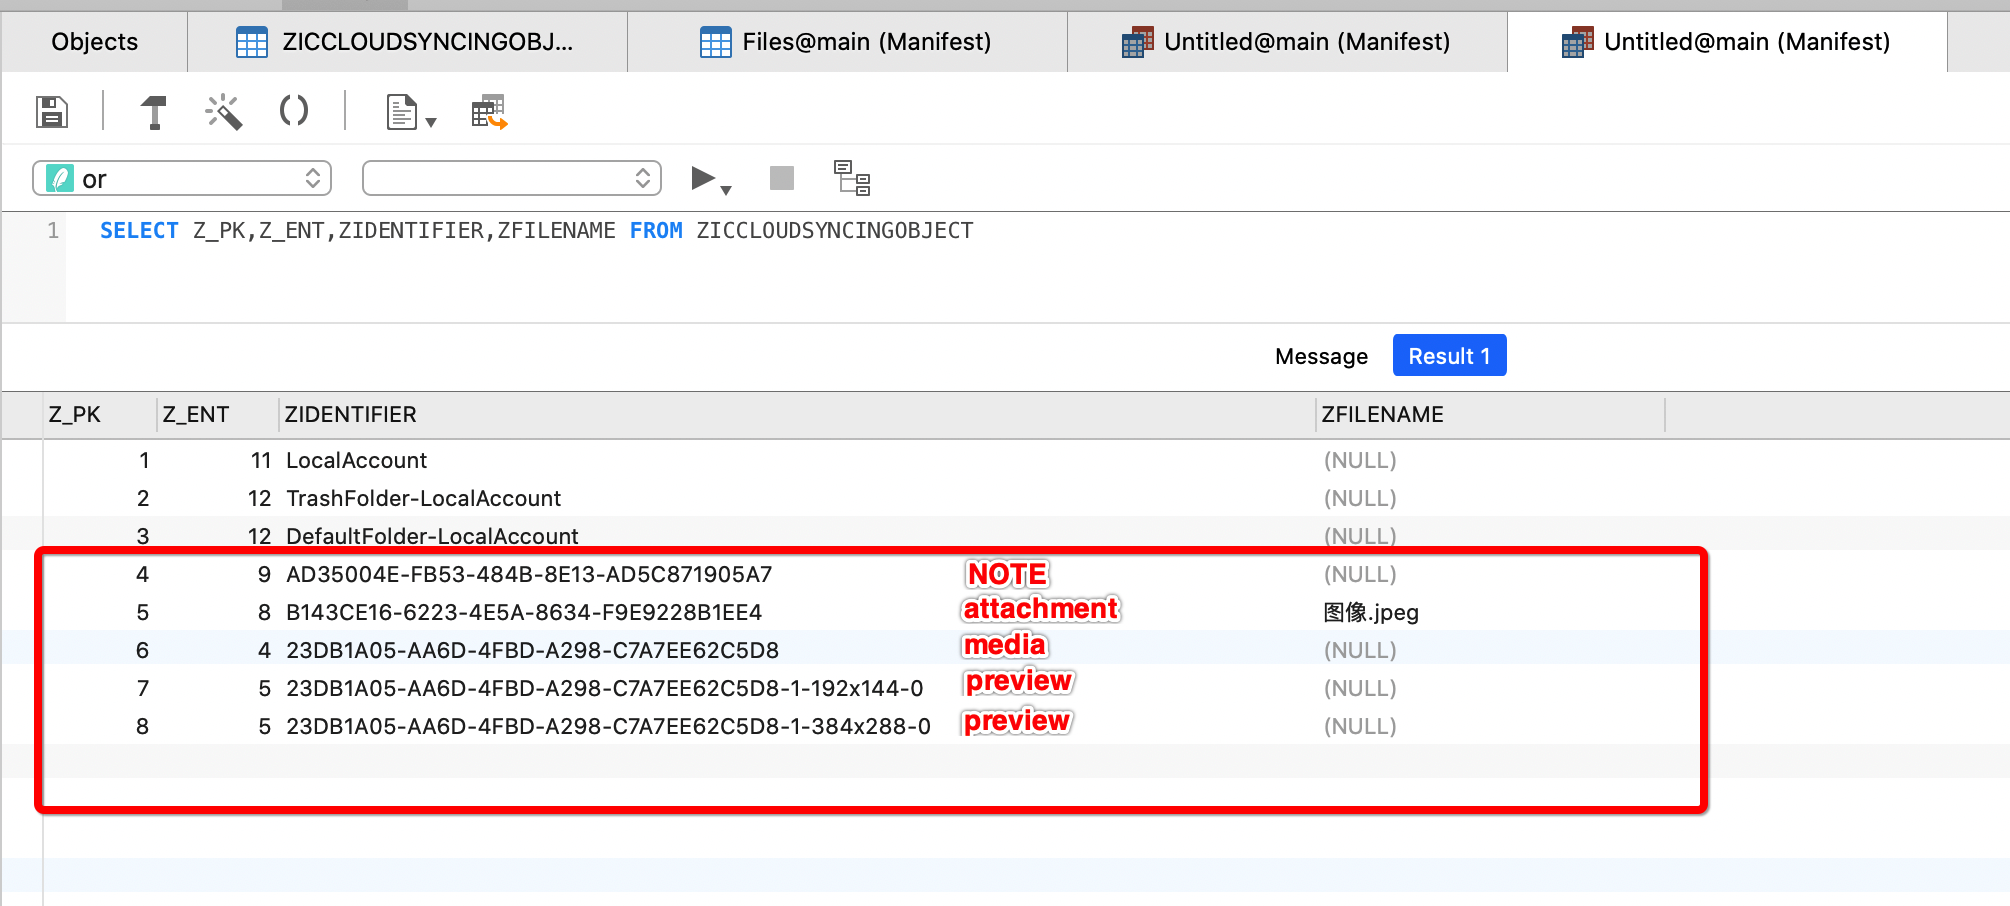 Objects
ZICCLOUDSYNCINGOBJ...
Files@main (Manifest)
Untitled@main (Manifest)
Untitled@main (Manifest)
or
1 SELECT Z_PK,Z_ENT,ZIDENTIFIER,ZFILENAME FROM ZICCLOUDSYNCINGOBJECT
Message Result 1
Z_PK Z_ENT ZIDENTIFIER ZFILENAME
1 11 LocalAccount (NULL)
2 12 TrashFolder-LocalAccount (NULL)
3 12 DefaultFolder-LocalAccount (NULL)
4 9 AD35004E-FB53-484B-8E13-AD5C871905A7 NOTE (NULL)
5 8 B143CE16-6223-4E5A-8634-F9E9228B1EE4 attachment 图像.jpeg
6 4 23DB1A05-AA6D-4FBD-A298-C7A7EE62C5D8 media (NULL)
7 5 23DB1A05-AA6D-4FBD-A298-C7A7EE62C5D8-1-192x144-0 preview (NULL)
8 5 23DB1A05-AA6D-4FBD-A298-C7A7EE62C5D8-1-384x288-0 preview (NULL)